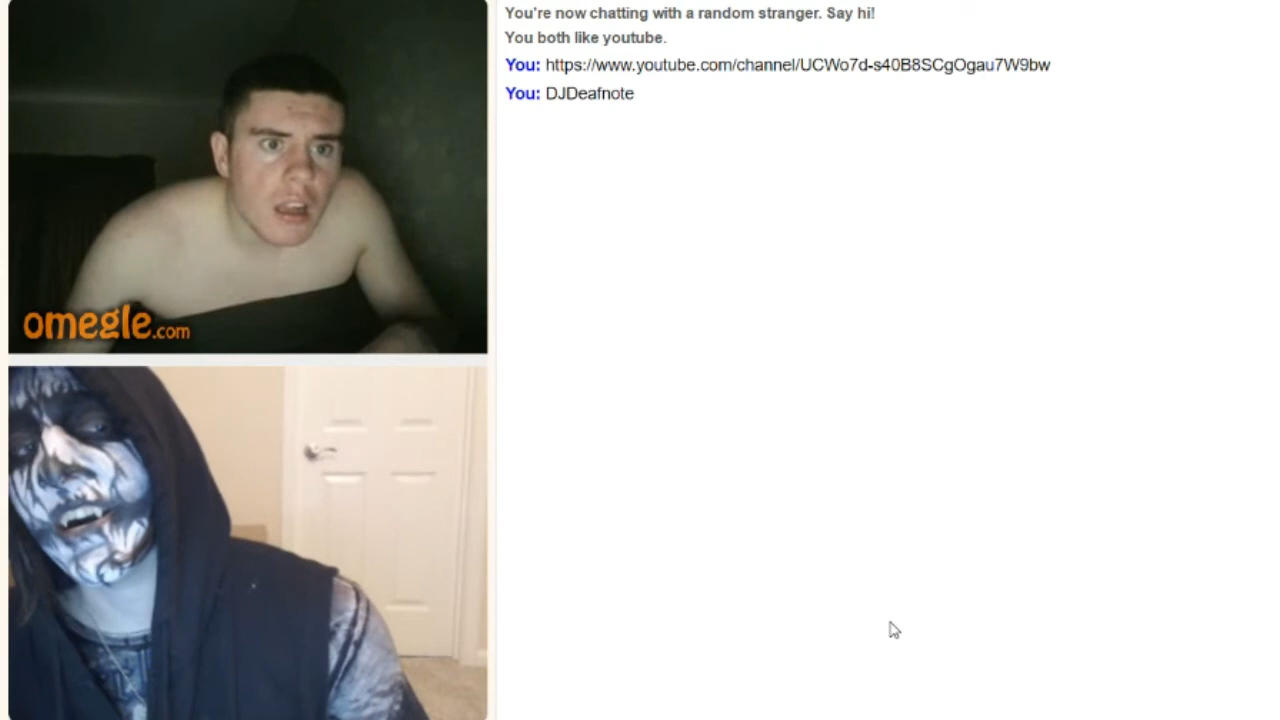 You're now chatting with a random stranger. Say hi!
You both like youtube.
You: https://www.youtube.com/channel/UCWo7d-s40B8SCgOgau7W9bw
You: DJDeafnote
omegle.com